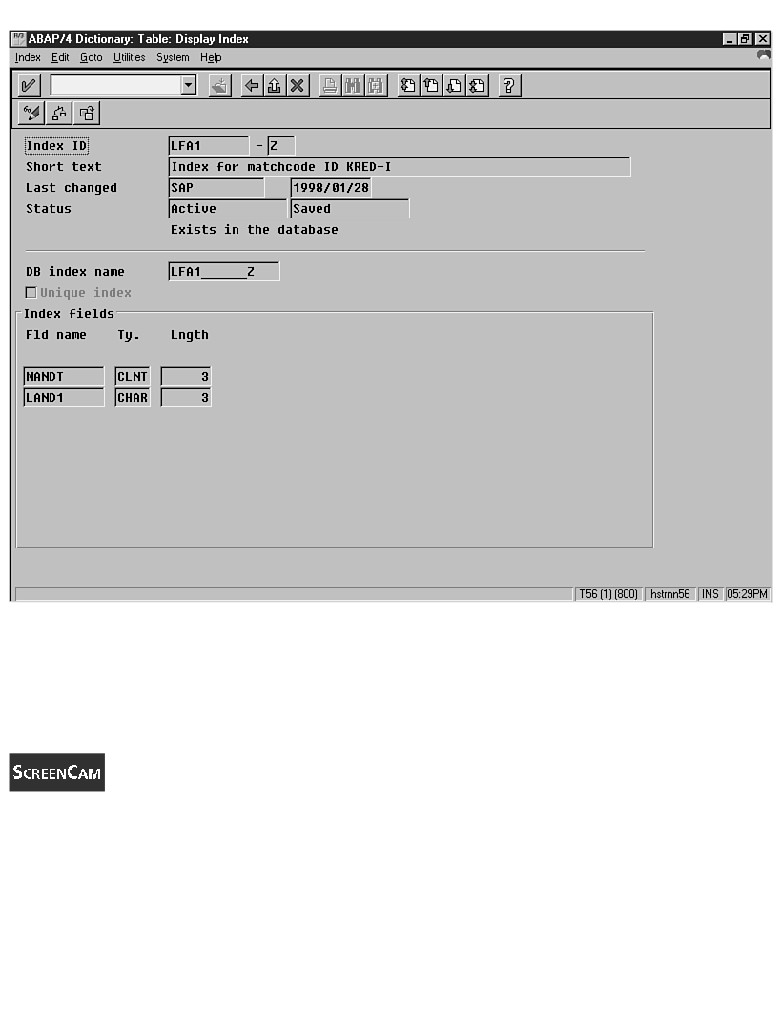 R/3 ABAP/4 Dictionary: Table: Display Index
Index Edit Goto Utilities System Help
Index ID LFA1 - Z
Short text Index for matchcode ID KRED-I
Last changed SAP 1998/01/28
Status Active Saved
Exists in the database
DB index name LFA1______Z
Unique index
Index fields
Fld name Ty. Lngth
MANDT CLNT 3
LAND1 CHAR 3
T56 (1) (800) INS 05:29PM
SCREENCAM